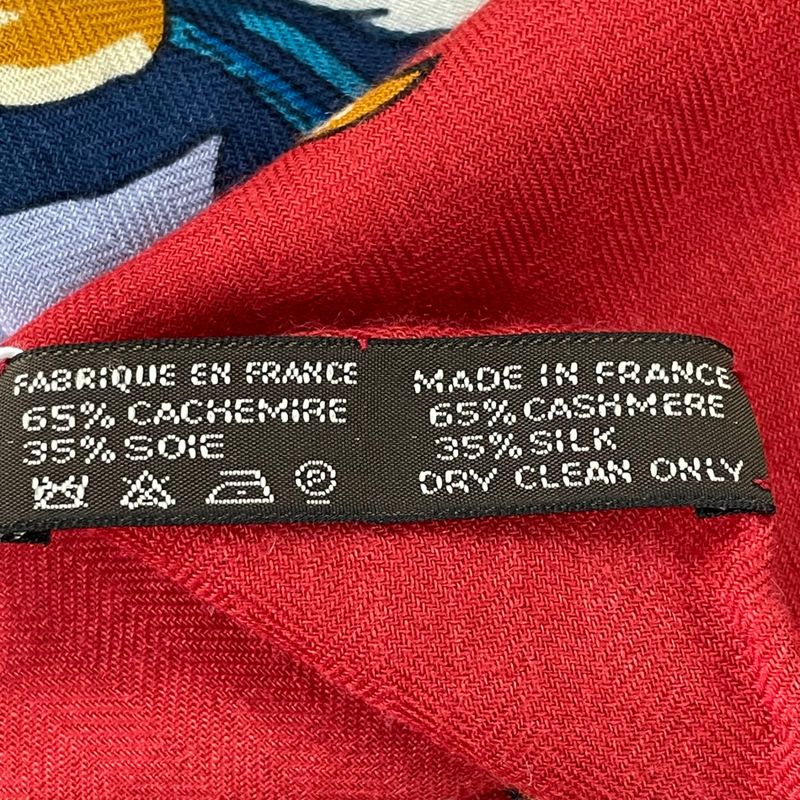 FABRIQUE EN FRANCE
65% CACHEMIRE
35% SOIE
MADE IN FRANCE
65% CASHMERE
35% SILK
DRY CLEAN ONLY